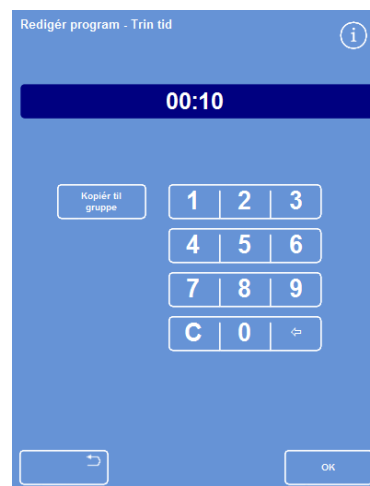 Redigér program - Trin tid
i
00:10
Kopiér til
gruppe
1 2 3
4 5 6
7 8 9
C 0 ⇦
OK